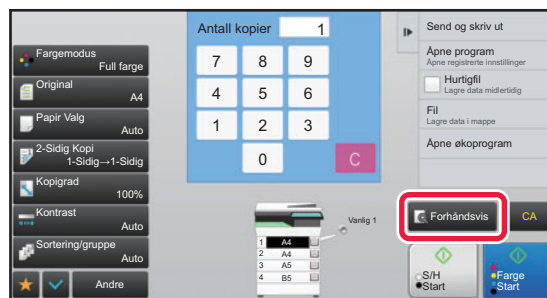 Fargemodus
Full farge
Original
A4
Papir Valg
Auto
2-Sidig Kopi
1-Sidig→1-Sidig
Kopigrad
100%
Kontrast
Auto
Sortering/gruppe
Auto
Andre
Antall kopier 1
7 8 9
4 5 6
1 2 3
0 C
Vanlig 1
1 A4
2 A4
3 A5
4 B5
Send og skriv ut
Åpne program
Åpne registrerte innstillinger
Hurtigfil
Lagre data midlertidig
Fil
Lagre data i mappe
Åpne økoprogram
Forhåndsvis CA
S/H
Start
Farge
Start